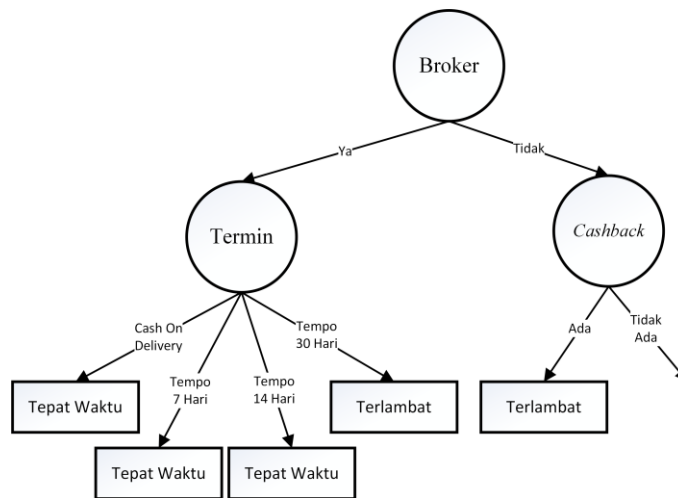 Broker
Ya
Tidak
Termin
Cashback
Cash On
Delivery
Tempo
7 Hari
Tempo
14 Hari
Tempo
30 Hari
Ada
Tidak
Ada
Tepat Waktu
Terlambat
Terlambat
Tepat Waktu
Tepat Waktu